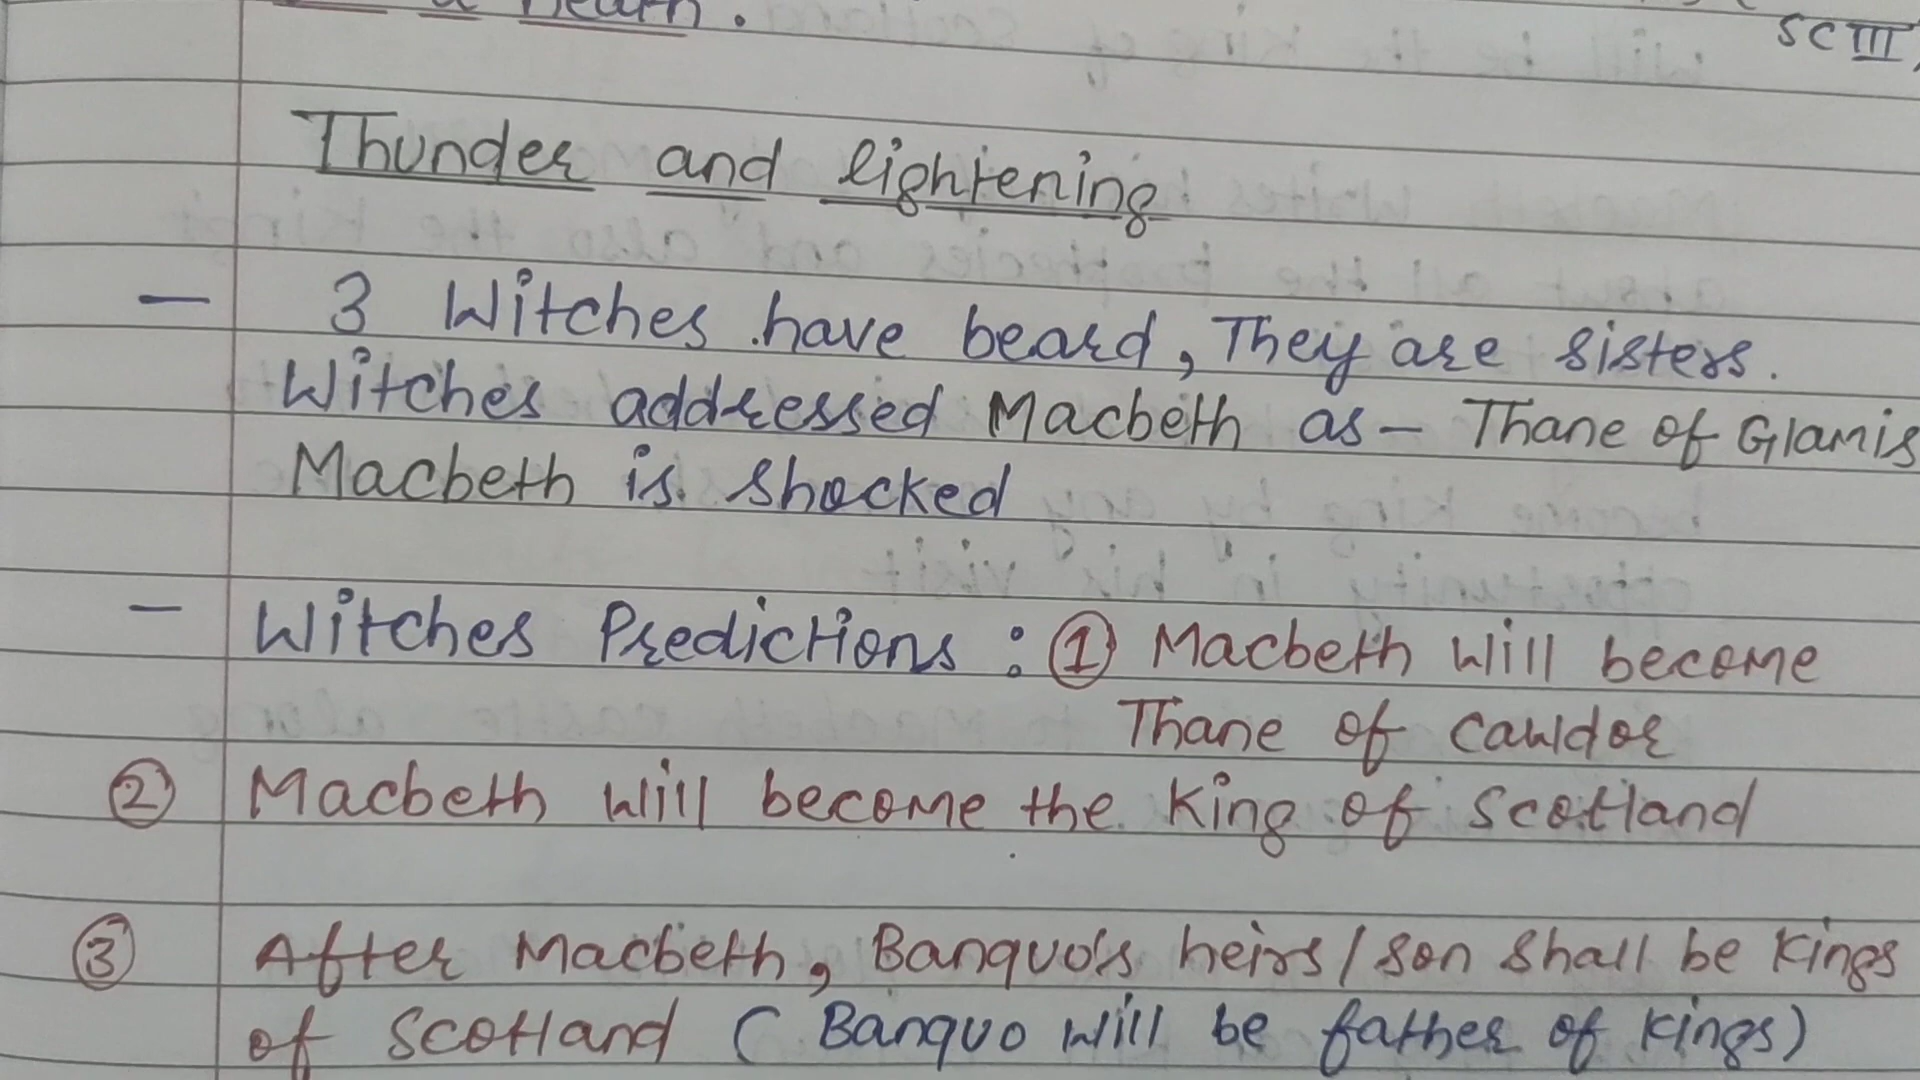 a heath.
SC III,
Thunder and lightening
— 3 Witches have beard, They are sisters.
Witches addressed Macbeth as — Thane of Glamis
Macbeth is shocked
— Witches Predictions : ① Macbeth will become
Thane of Cawdor
② Macbeth will become the King of Scotland
③ After Macbeth, Banquo's heirs / son shall be Kings
of Scotland ( Banquo will be father of Kings)